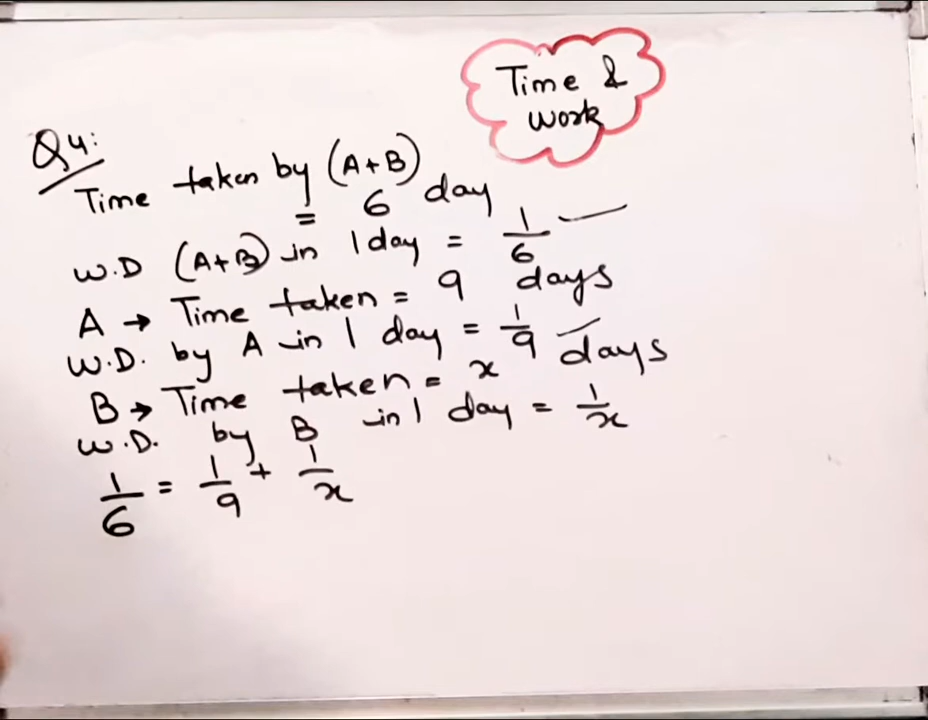 Time &
work
Q4:
Time taken by (A+B)
= 6 day
W.D (A+B) in 1 day = 1/6
A → Time taken = 9 days
W.D. by A in 1 day = 1/9
B → Time taken = x days
W.D. by B in 1 day = 1/x
1/6 = 1/9 + 1/x